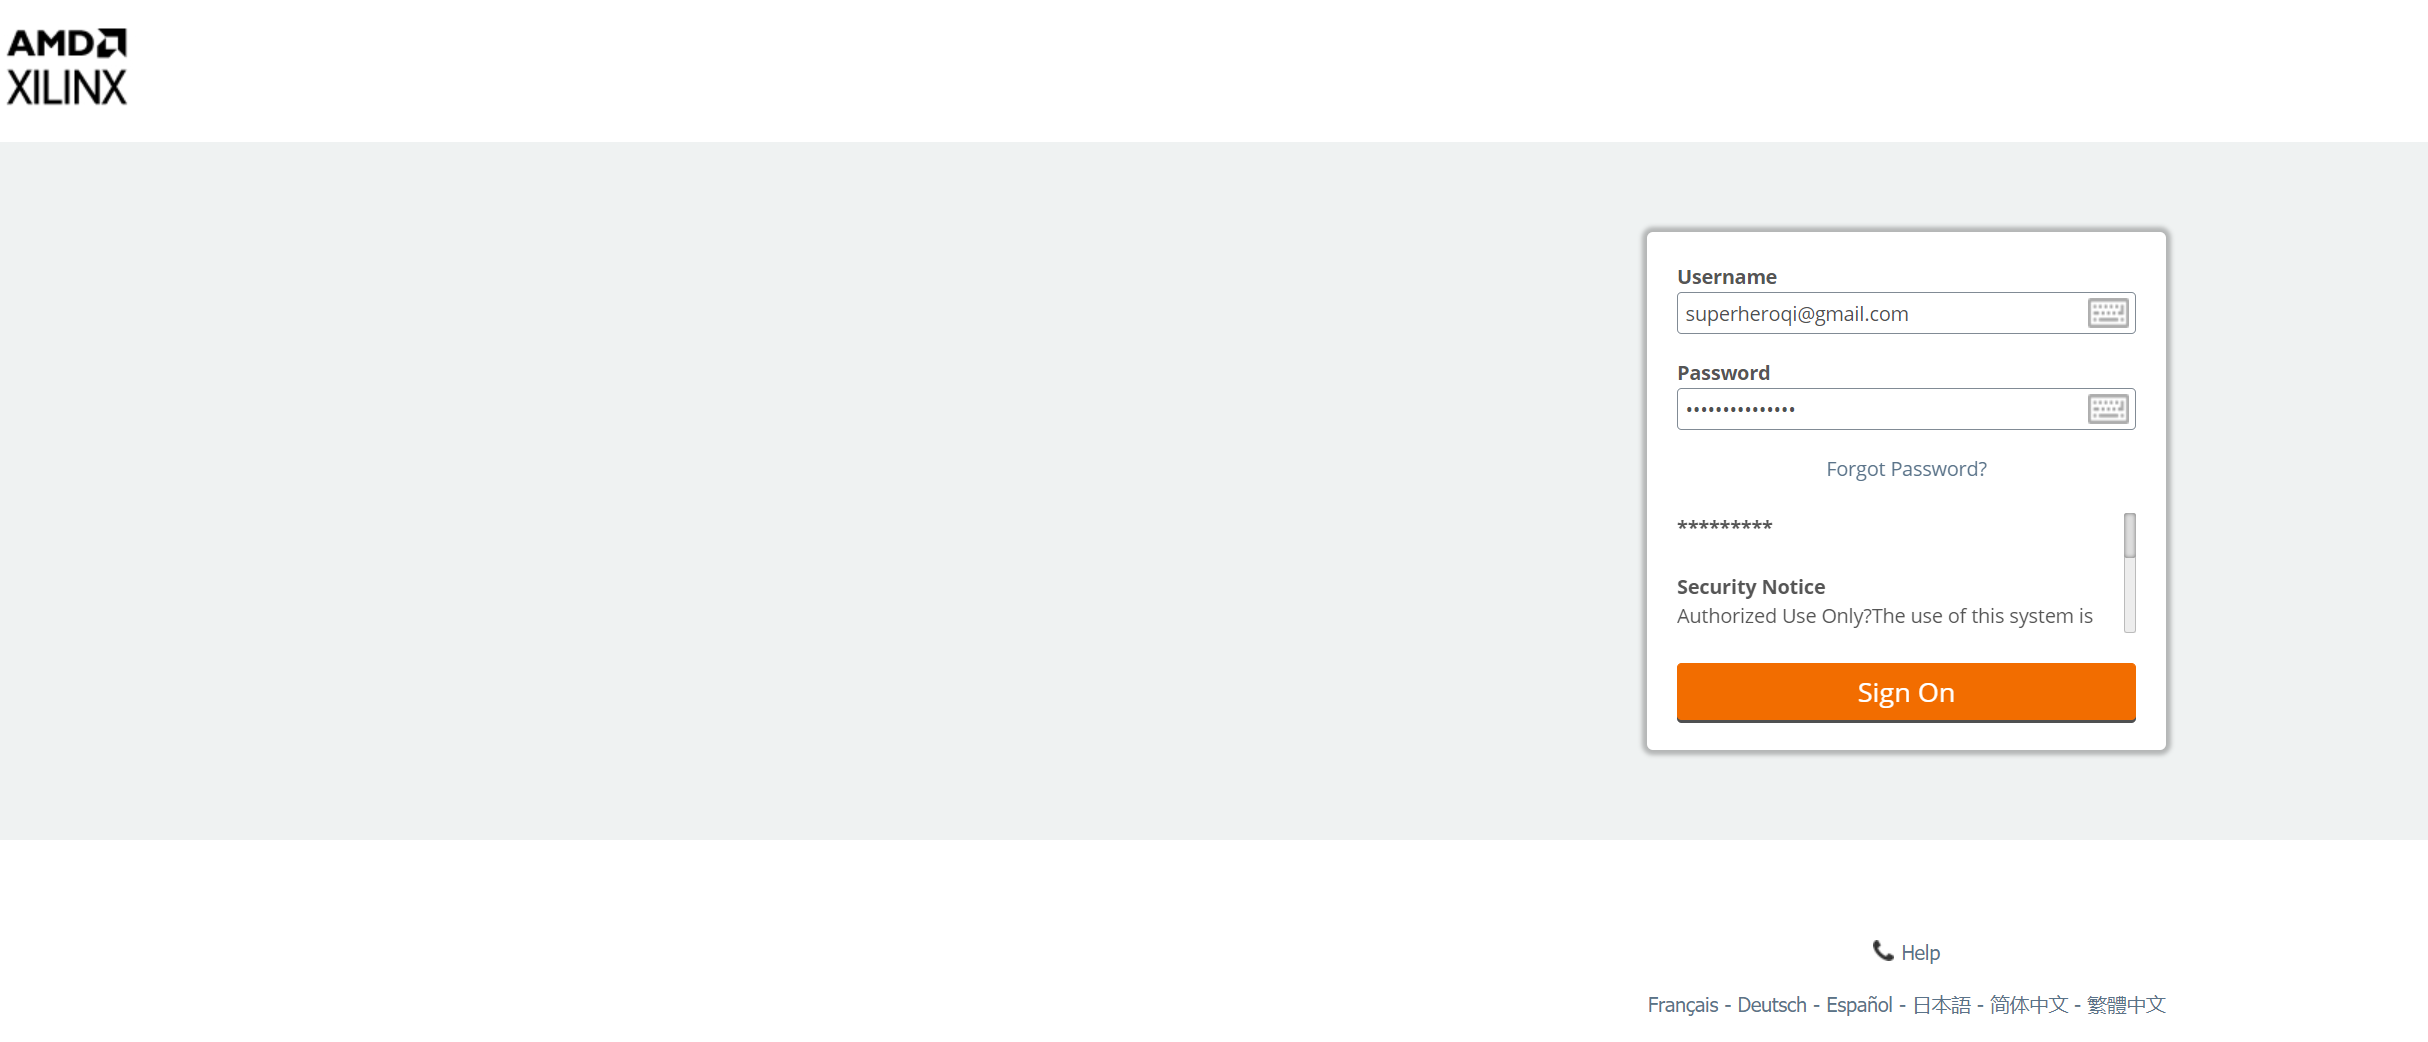 AMD
XILINX
Username
superheroqi@gmail.com
Password
•••••••••••••••
Forgot Password?
*********
Security Notice
Authorized Use Only?The use of this system is
Sign On
Help
Français - Deutsch - Español - 日本語 - 简体中文 - 繁體中文